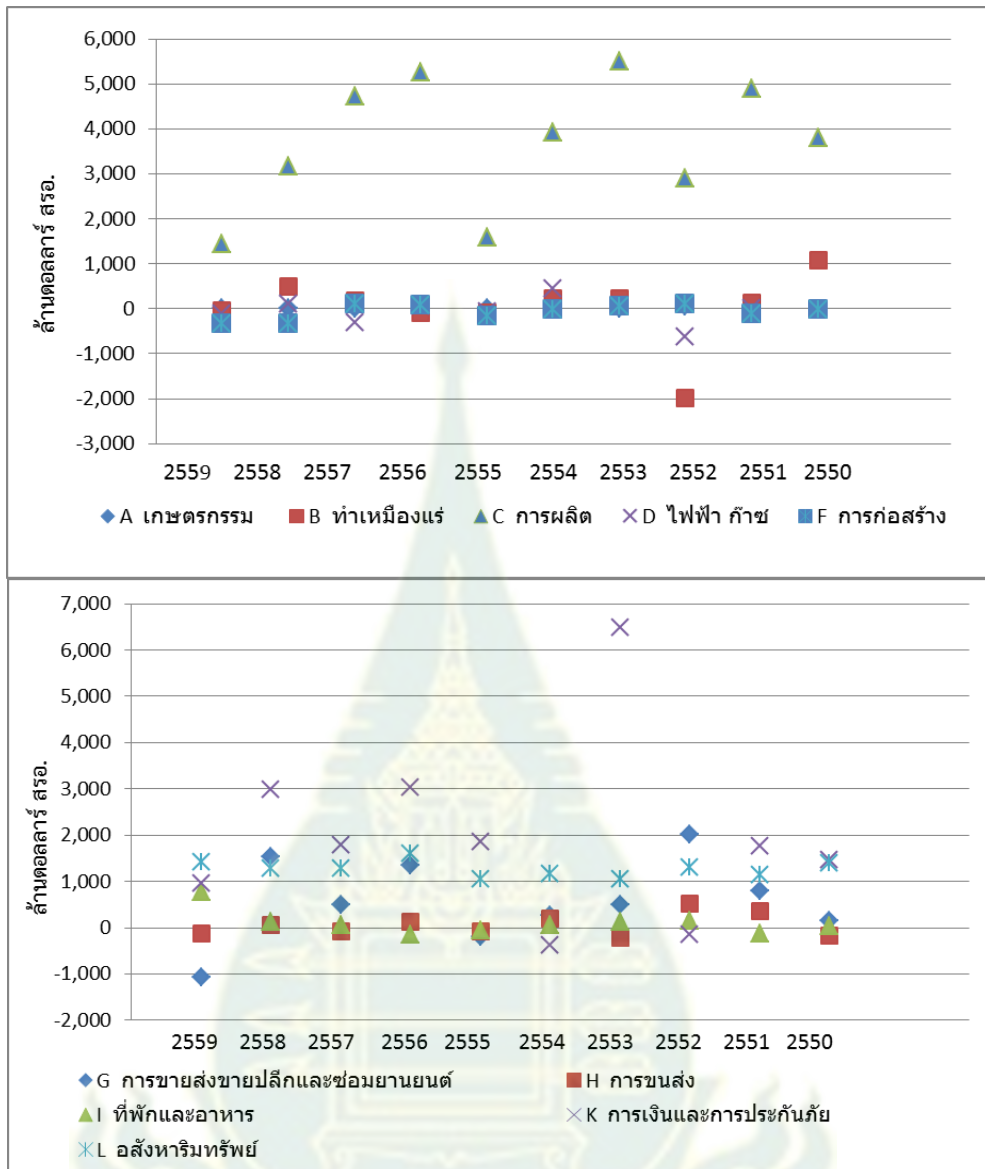 6,000
5,000
4,000
3,000
2,000
1,000
0
-1,000
-2,000
-3,000
ล้านดอลลาร์ สรอ.
2559 2558 2557 2556 2555 2554 2553 2552 2551 2550
A เกษตรกรรม B ทำเหมืองแร่ C การผลิต D ไฟฟ้า ก๊าซ F การก่อสร้าง
7,000
6,000
5,000
4,000
3,000
2,000
1,000
0
-1,000
-2,000
ล้านดอลลาร์ สรอ.
2559 2558 2557 2556 2555 2554 2553 2552 2551 2550
G การขายส่งขายปลีกและซ่อมยานยนต์ H การขนส่ง
I ที่พักและอาหาร K การเงินและการประกันภัย
L อสังหาริมทรัพย์